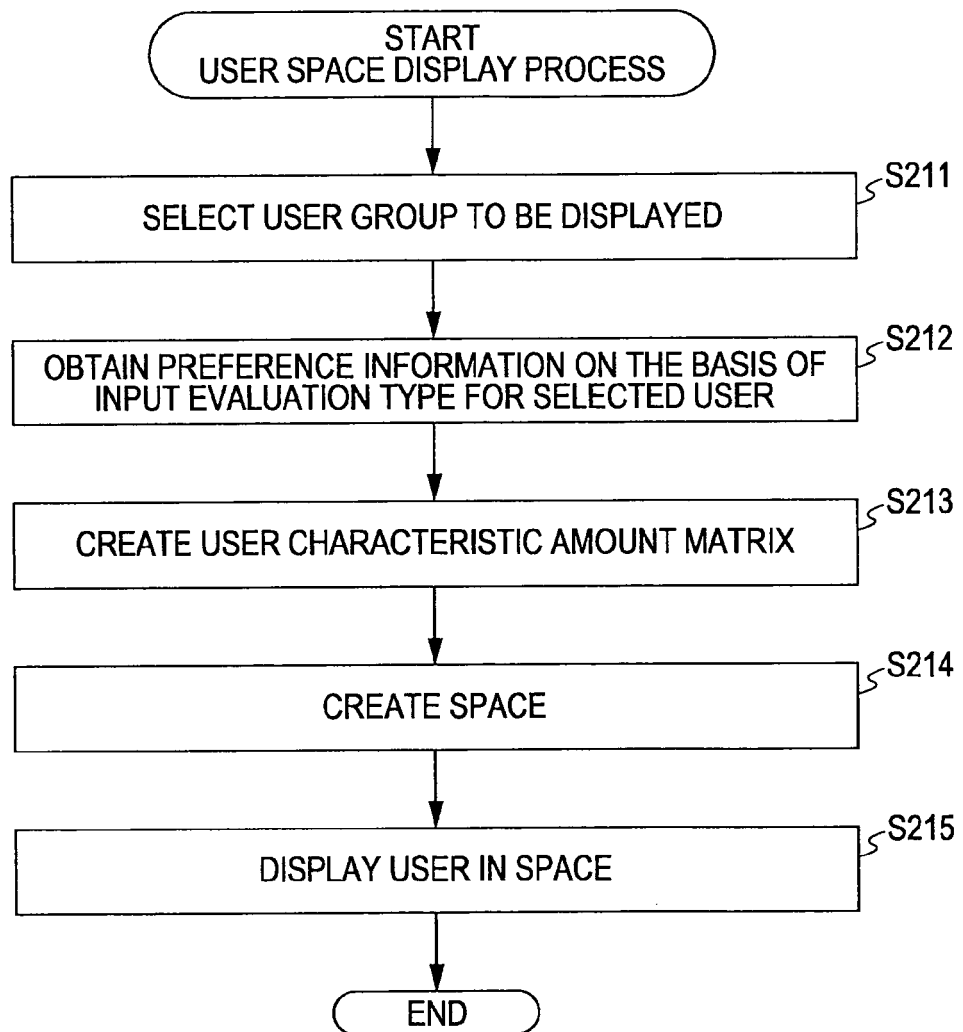 START
USER SPACE DISPLAY PROCESS
S211
SELECT USER GROUP TO BE DISPLAYED
S212
OBTAIN PREFERENCE INFORMATION ON THE BASIS OF
INPUT EVALUATION TYPE FOR SELECTED USER
S213
CREATE USER CHARACTERISTIC AMOUNT MATRIX
S214
CREATE SPACE
S215
DISPLAY USER IN SPACE
END